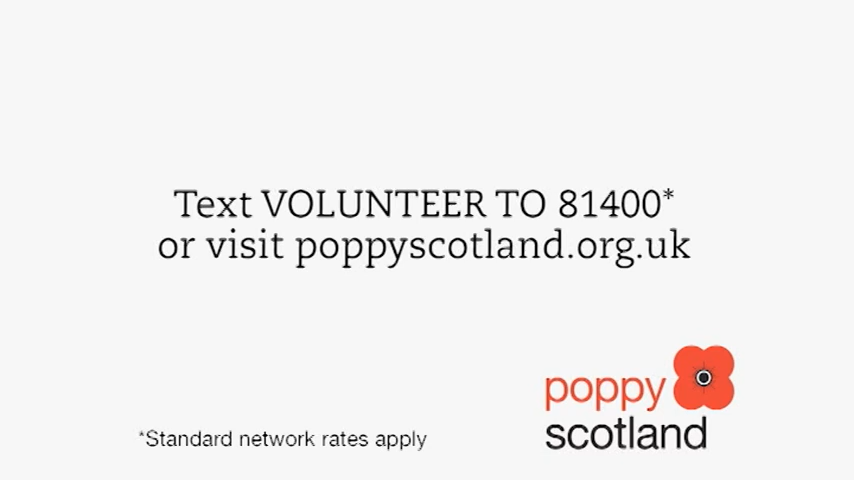 Text VOLUNTEER TO 81400*
or visit poppyscotland.org.uk
poppy
scotland
*Standard network rates apply